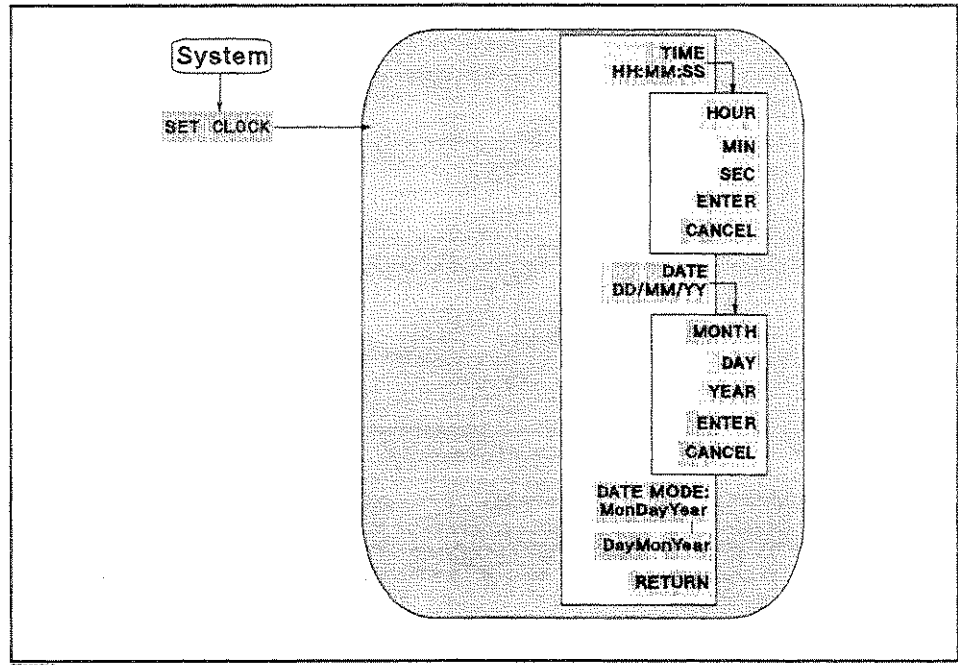 System
SET CLOCK
TIME
HH:MM:SS
HOUR
MIN
SEC
ENTER
CANCEL
DATE
DD/MM/YY
MONTH
DAY
YEAR
ENTER
CANCEL
DATE MODE:
MonDayYear
DayMonYear
RETURN